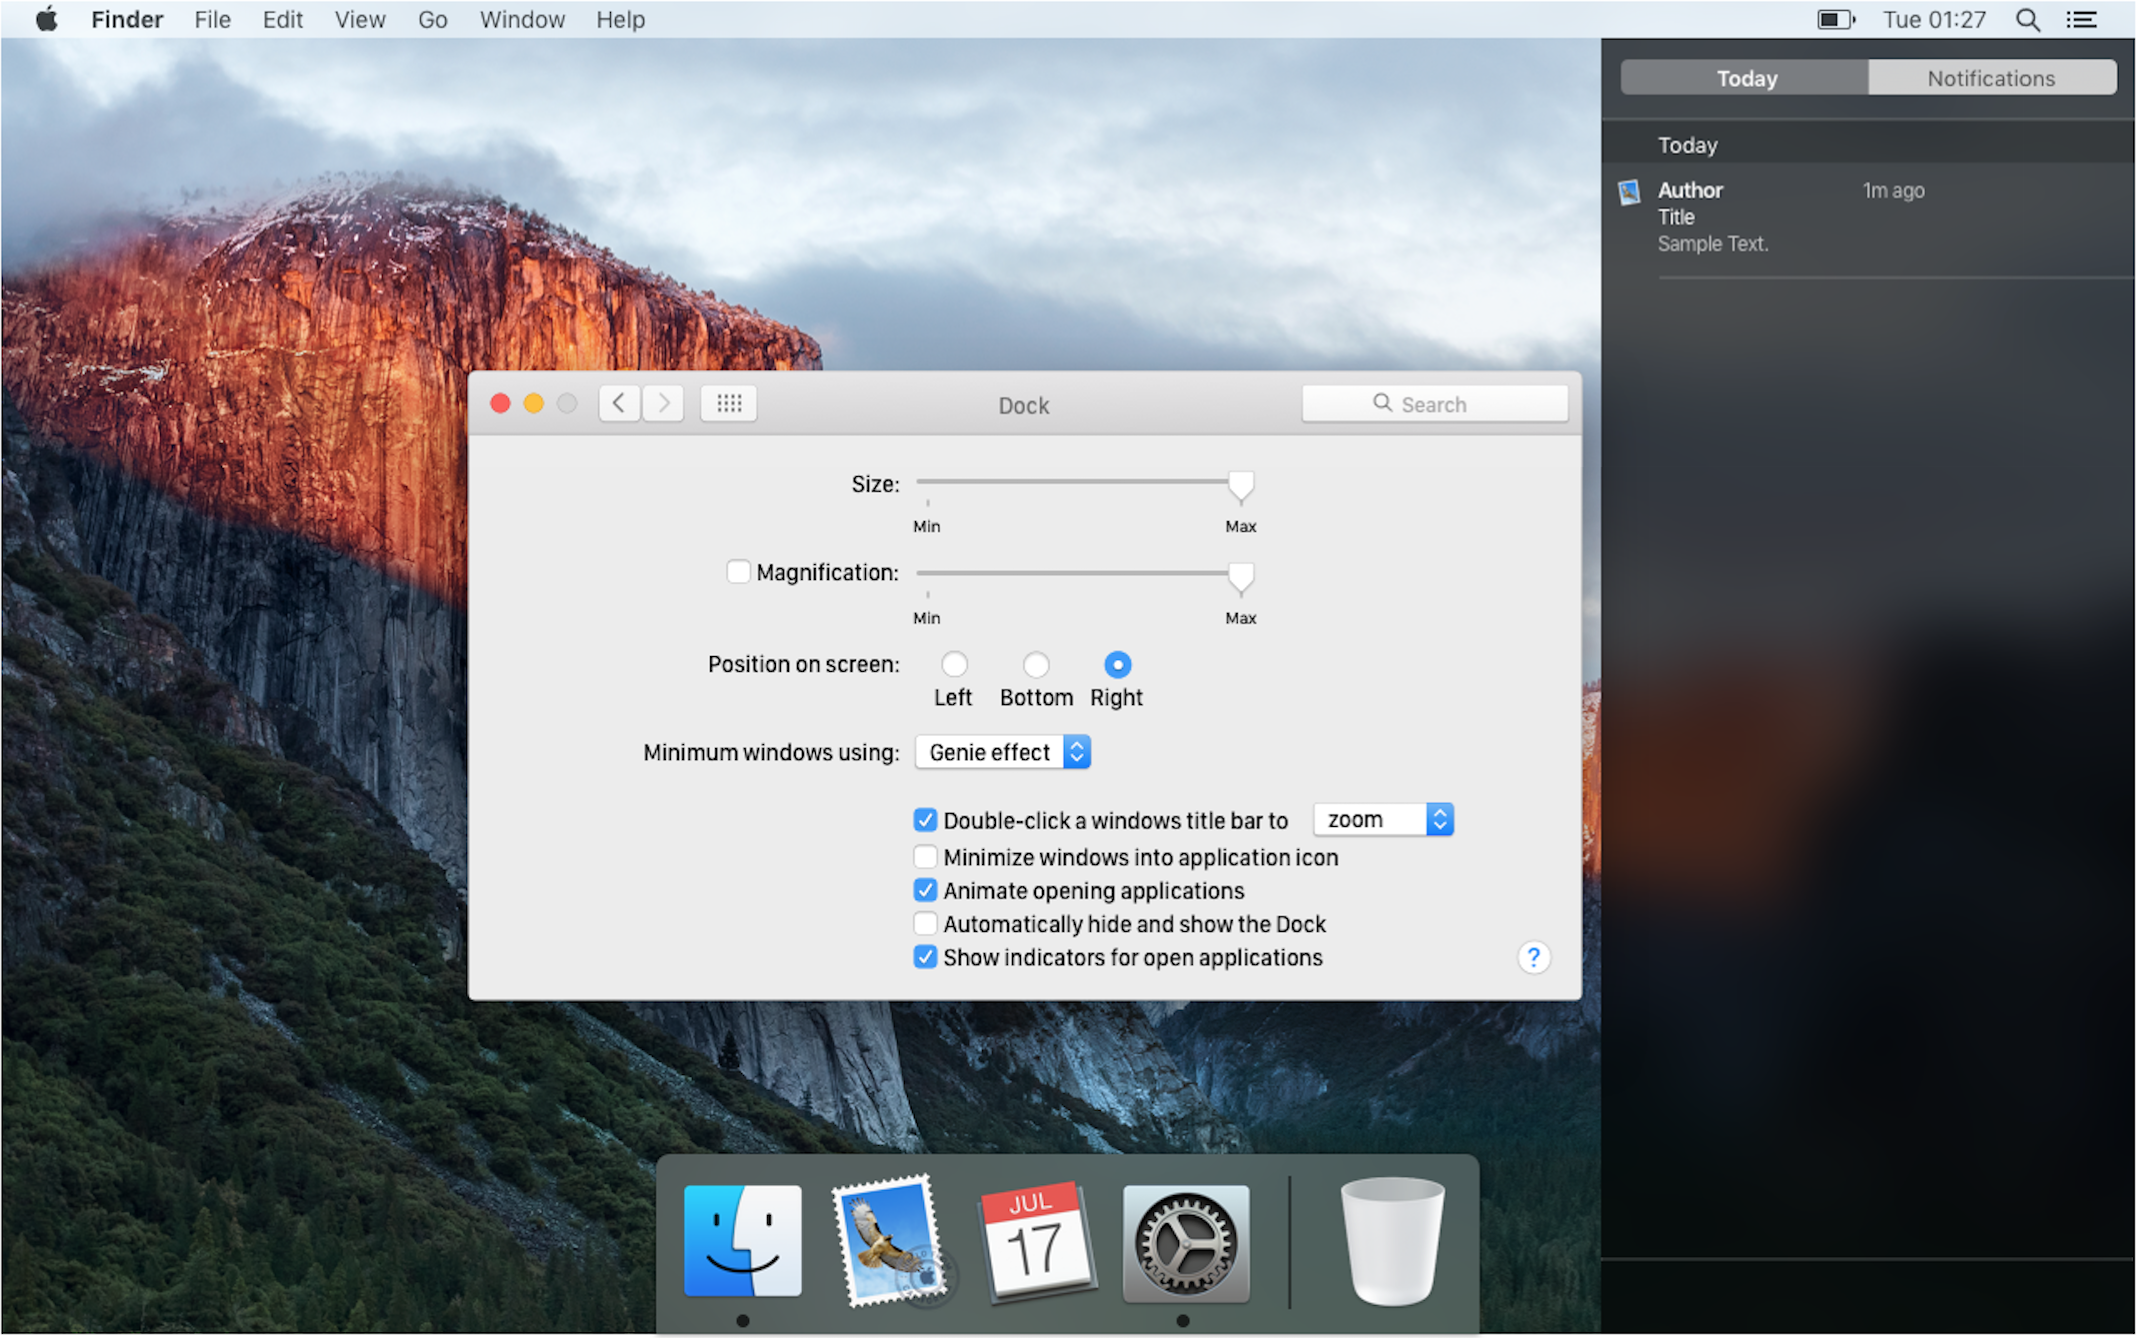 Finder File Edit View Go Window Help Tue 01:27
Today Notifications
Today
Author 1m ago
Title
Sample Text.
Dock
Search
Size:
Min Max
Magnification:
Min Max
Position on screen:
Left Bottom Right
Minimum windows using: Genie effect
Double-click a windows title bar to zoom
Minimize windows into application icon
Animate opening applications
Automatically hide and show the Dock
Show indicators for open applications
?
JUL
17